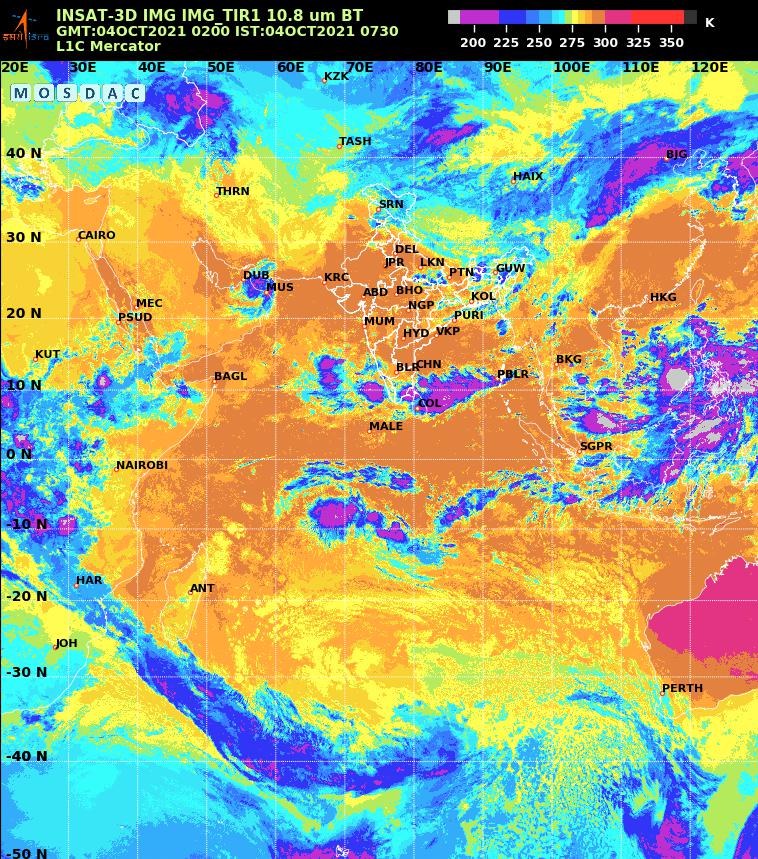 INSAT-3D IMG IMG_TIR1 10.8 um BT
GMT:04OCT2021 0200 IST:04OCT2021 0730
L1C Mercator
K
200 225 250 275 300 325 350
20E 30E 40E 50E 60E 70E 80E 90E 100E 110E 120E
KZK
M O S D A C
TASH
40 N
BJG
HAIX
THRN
SRN
30 N
CAIRO
DEL
JPR LKN
PTN GUW
DUB KRC
MUS
ABD BHO
KOL
HKG
MEC
NGP
20 N
PSUD
PURI
MUM
HYD VKP
KUT
BKG
BLR CHN
BAGL
PBLR
10 N
COL
MALE
SGPR
0 N
NAIROBI
-10 N
HAR
ANT
-20 N
JOH
-30 N
PERTH
-40 N
-50 N